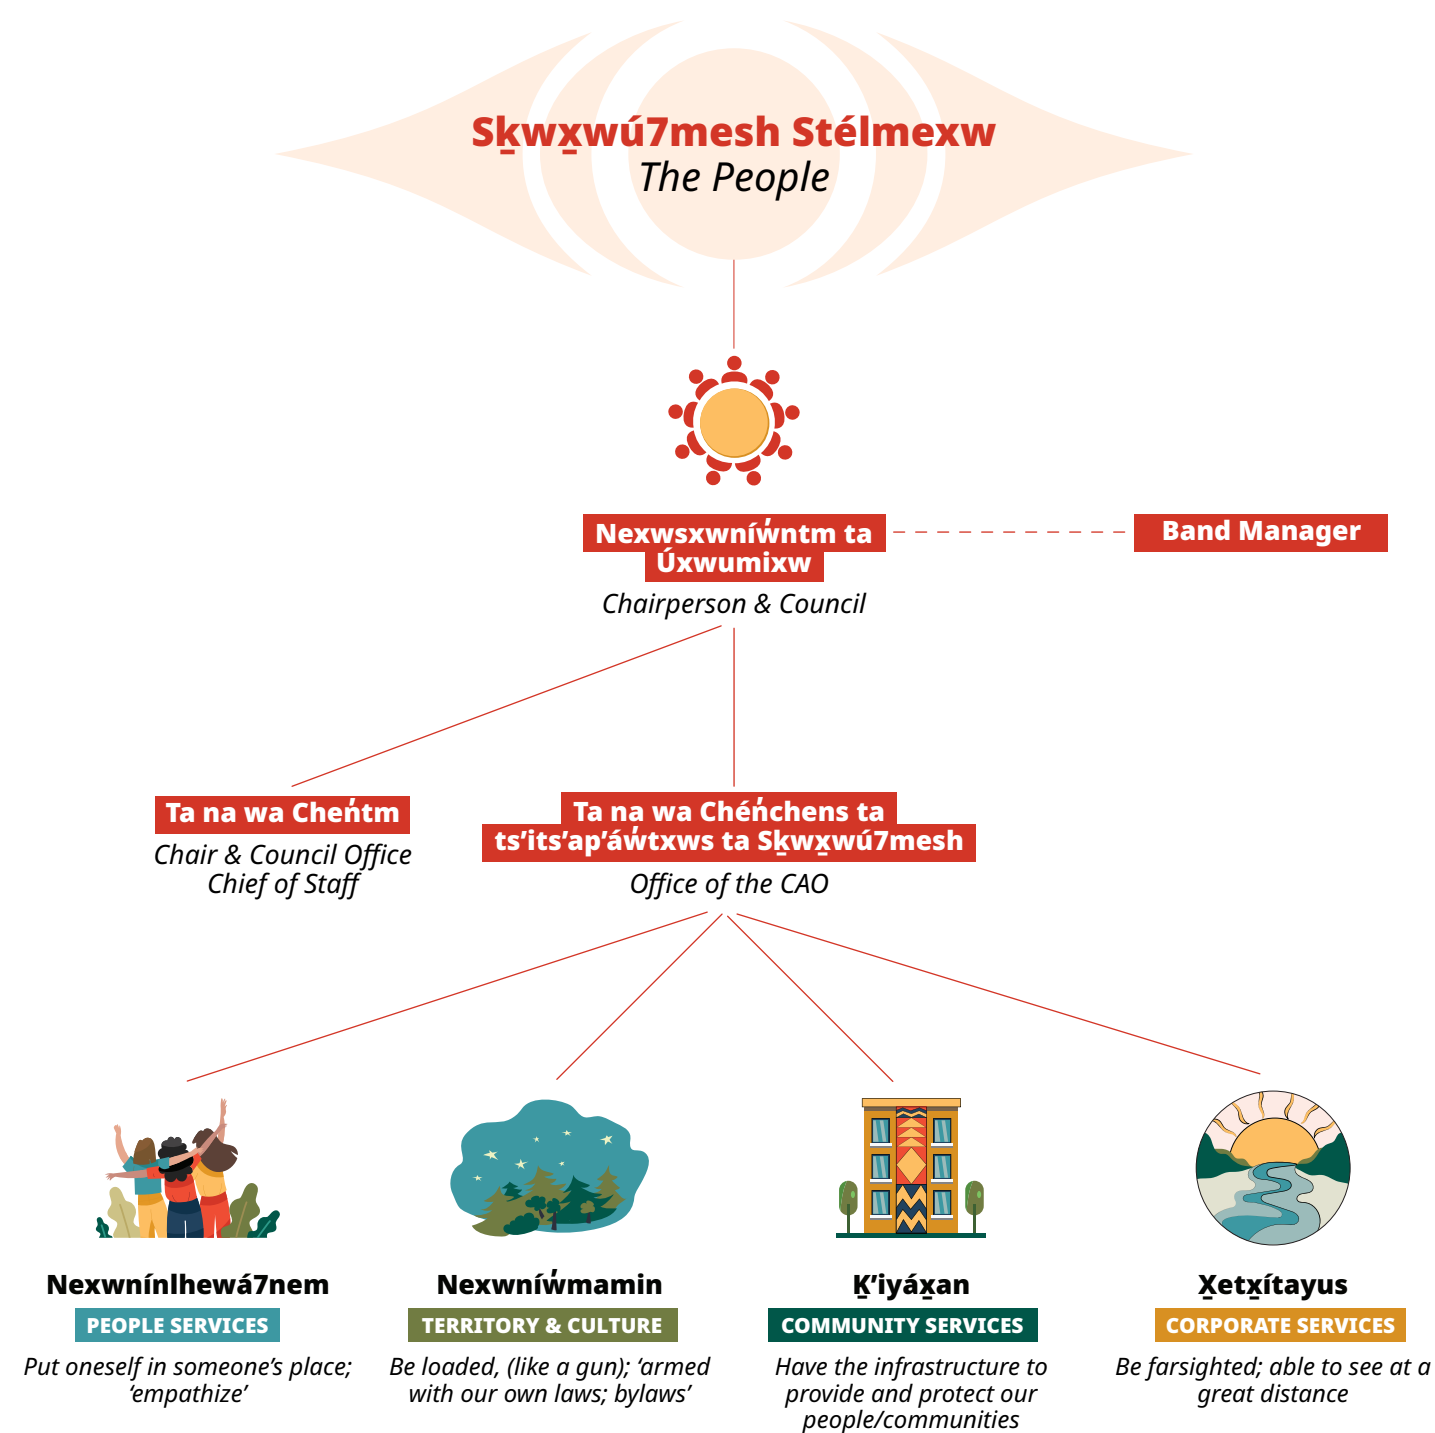 Sḵwx̱wú7mesh Stélmexw
The People
Nexwsxwníw̓ntm ta
Úxwumixw
Chairperson & Council
Band Manager
Ta na wa Chen̓tm
Chair & Council Office
Chief of Staff
Ta na wa Chén̓chens ta
ts’its’ap’áw̓txws ta Sḵwx̱wú7mesh
Office of the CAO
Nexwnínlhewá7nem
PEOPLE SERVICES
Put oneself in someone’s place;
‘empathize’
Nexwníw̓mamin
TERRITORY & CULTURE
Be loaded, (like a gun); ‘armed
with our own laws; bylaws’
Ḵ’iyáx̱an
COMMUNITY SERVICES
Have the infrastructure to
provide and protect our
people/communities
X̱etx̱ítayus
CORPORATE SERVICES
Be farsighted; able to see at a
great distance